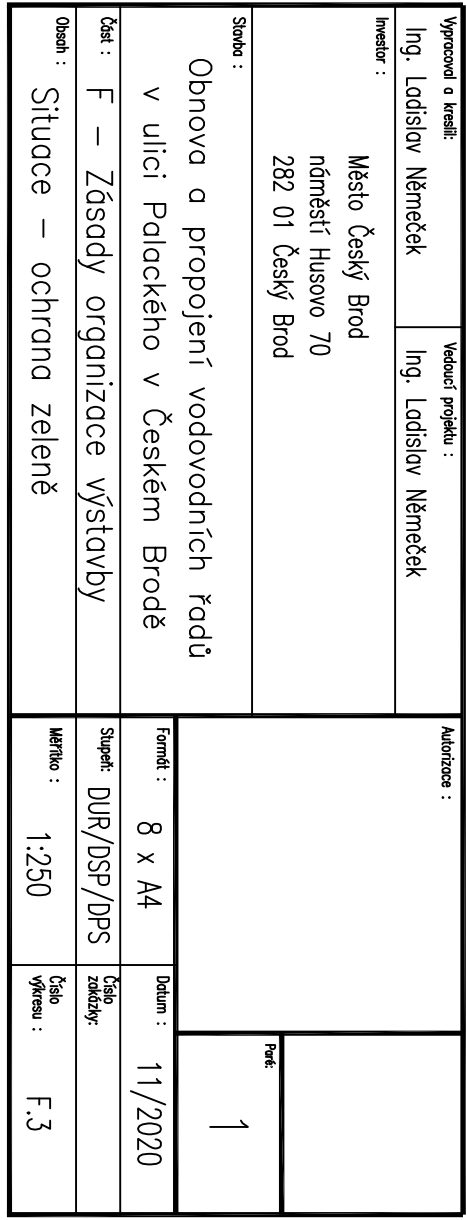 Vypracoval a kreslil:
Ing. Ladislav Němeček
Vedoucí projektu :
Ing. Ladislav Němeček
Autorizace :
Investor :
Město Český Brod
náměstí Husovo 70
282 01 Český Brod
Paré:
1
Stavba :
Obnova a propojení vodovodních řadů
v ulici Palackého v Českém Brodě
Formát :
8 x A4
Datum :
11/2020
Část :
F – Zásady organizace výstavby
Stupeň:
DUR/DSP/DPS
Číslo
zakázky:
Obsah :
Situace – ochrana zeleně
Měřítko :
1:250
Číslo
výkresu :
F.3